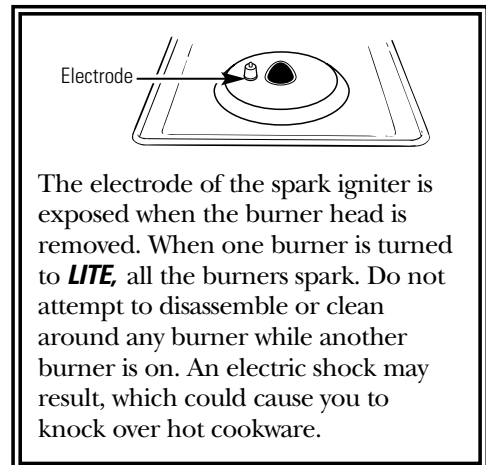 Electrode
The electrode of the spark igniter is
exposed when the burner head is
removed. When one burner is turned
to LITE, all the burners spark. Do not
attempt to disassemble or clean
around any burner while another
burner is on. An electric shock may
result, which could cause you to
knock over hot cookware.